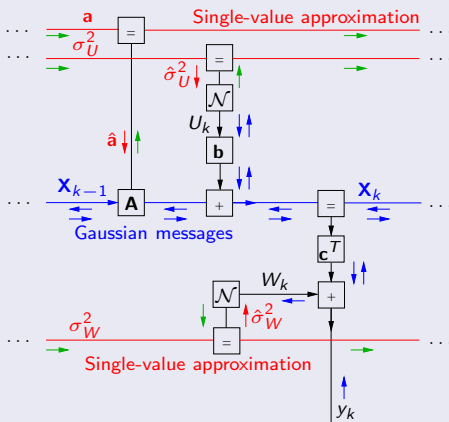 a Single-value approximation
... = ...
σ_U^2
... = ...
σ̂_U^2
𝒩
U_k
â b
X_{k−1} X_k
... A + = ...
Gaussian messages
c^T
𝒩 W_k +
σ_W^2 σ̂_W^2
... = ...
Single-value approximation
y_k